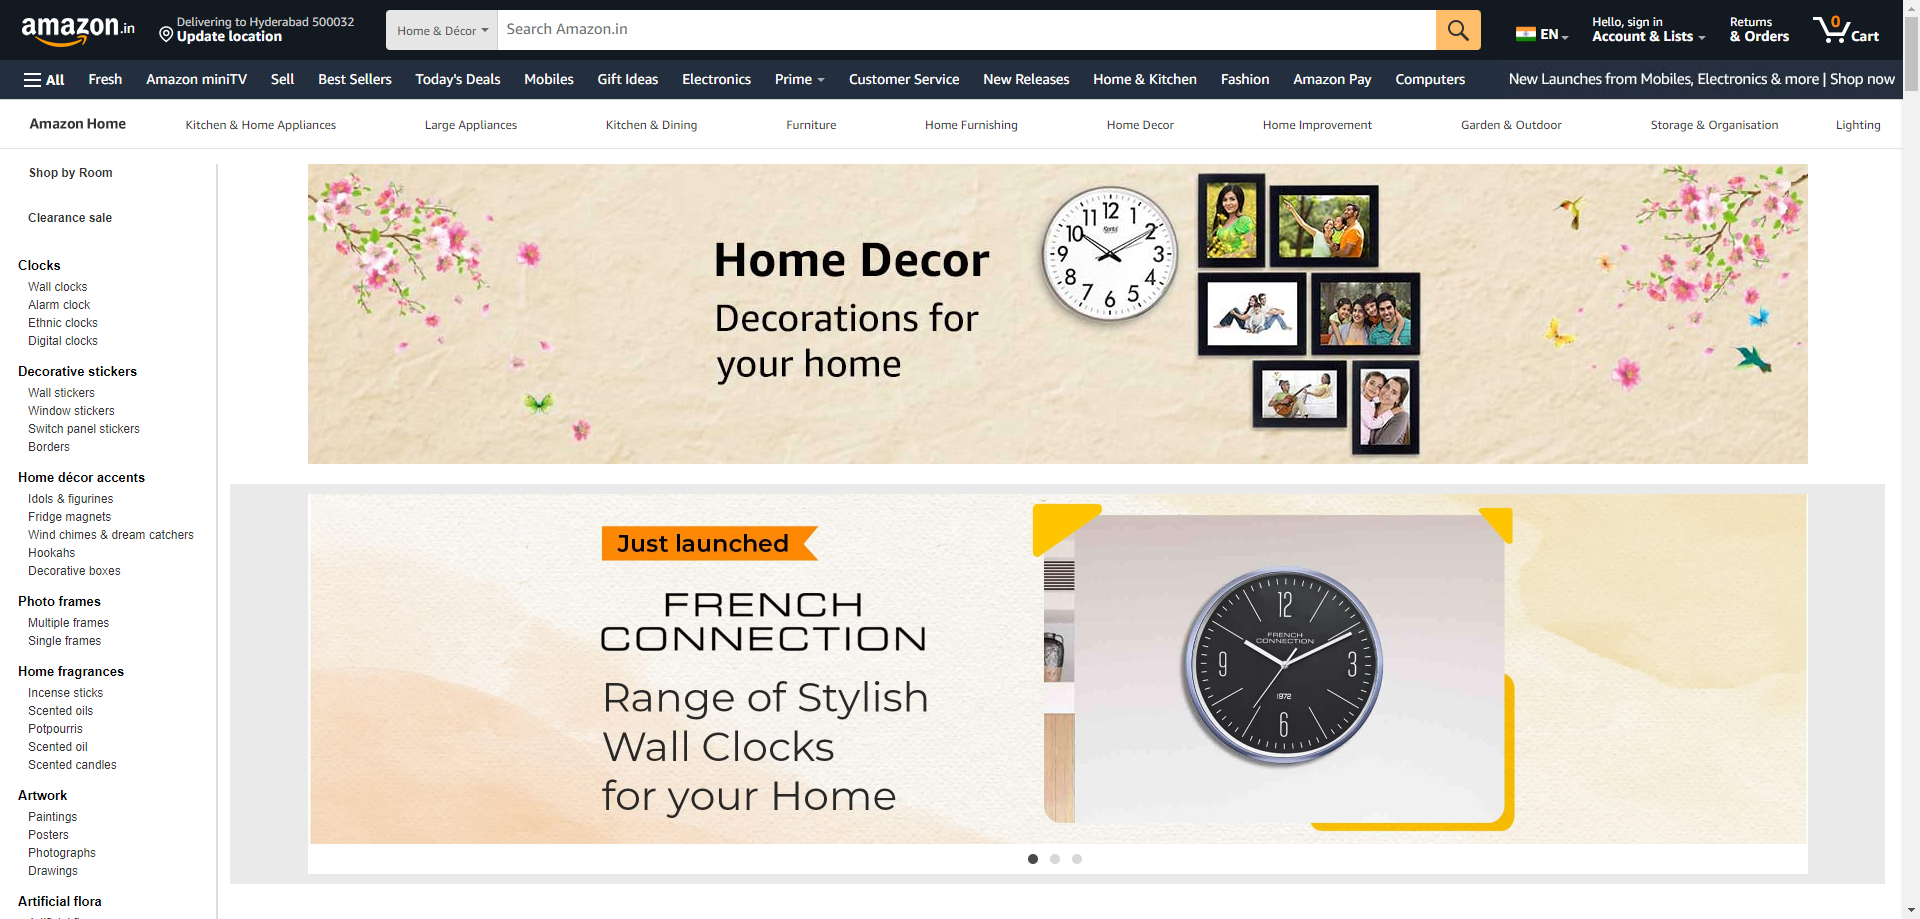 amazon.in
Delivering to Hyderabad 500032
Update location
Home & Décor
Search Amazon.in
EN
Hello, sign in
Account & Lists
Returns
& Orders
0
Cart
All
Fresh
Amazon miniTV
Sell
Best Sellers
Today's Deals
Mobiles
Gift Ideas
Electronics
Prime
Customer Service
New Releases
Home & Kitchen
Fashion
Amazon Pay
Computers
New Launches from Mobiles, Electronics & more | Shop now
Amazon Home
Kitchen & Home Appliances
Large Appliances
Kitchen & Dining
Furniture
Home Furnishing
Home Decor
Home Improvement
Garden & Outdoor
Storage & Organisation
Lighting
Shop by Room
Clearance sale
Clocks
Wall clocks
Alarm clock
Ethnic clocks
Digital clocks
Decorative stickers
Wall stickers
Window stickers
Switch panel stickers
Borders
Home décor accents
Idols & figurines
Fridge magnets
Wind chimes & dream catchers
Hookahs
Decorative boxes
Photo frames
Multiple frames
Single frames
Home fragrances
Incense sticks
Scented oils
Potpourris
Scented oil
Scented candles
Artwork
Paintings
Posters
Photographs
Drawings
Artificial flora
Home Decor
Decorations for
your home
12
1
2
3
4
5
6
7
8
9
10
11
Just launched
FRENCH
CONNECTION
Range of Stylish
Wall Clocks
for your Home
12
FRENCH
CONNECTION
9
3
1972
6